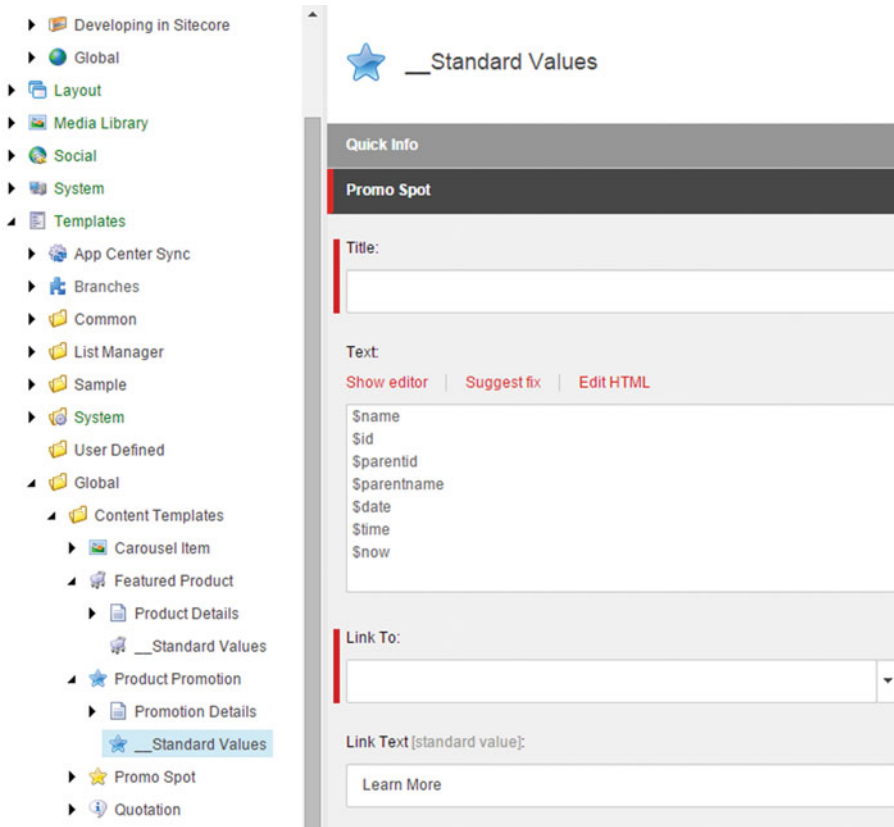 Developing in Sitecore
Global
Layout
Media Library
Social
System
Templates
App Center Sync
Branches
Common
List Manager
Sample
System
User Defined
Global
Content Templates
Carousel Item
Featured Product
Product Details
__Standard Values
Product Promotion
Promotion Details
__Standard Values
Promo Spot
Quotation
__Standard Values
Quick Info
Promo Spot
Title:
Text:
Show editor | Suggest fix | Edit HTML
$name
$id
$parentid
$parentname
$date
$time
$now
Link To:
Link Text [standard value]:
Learn More